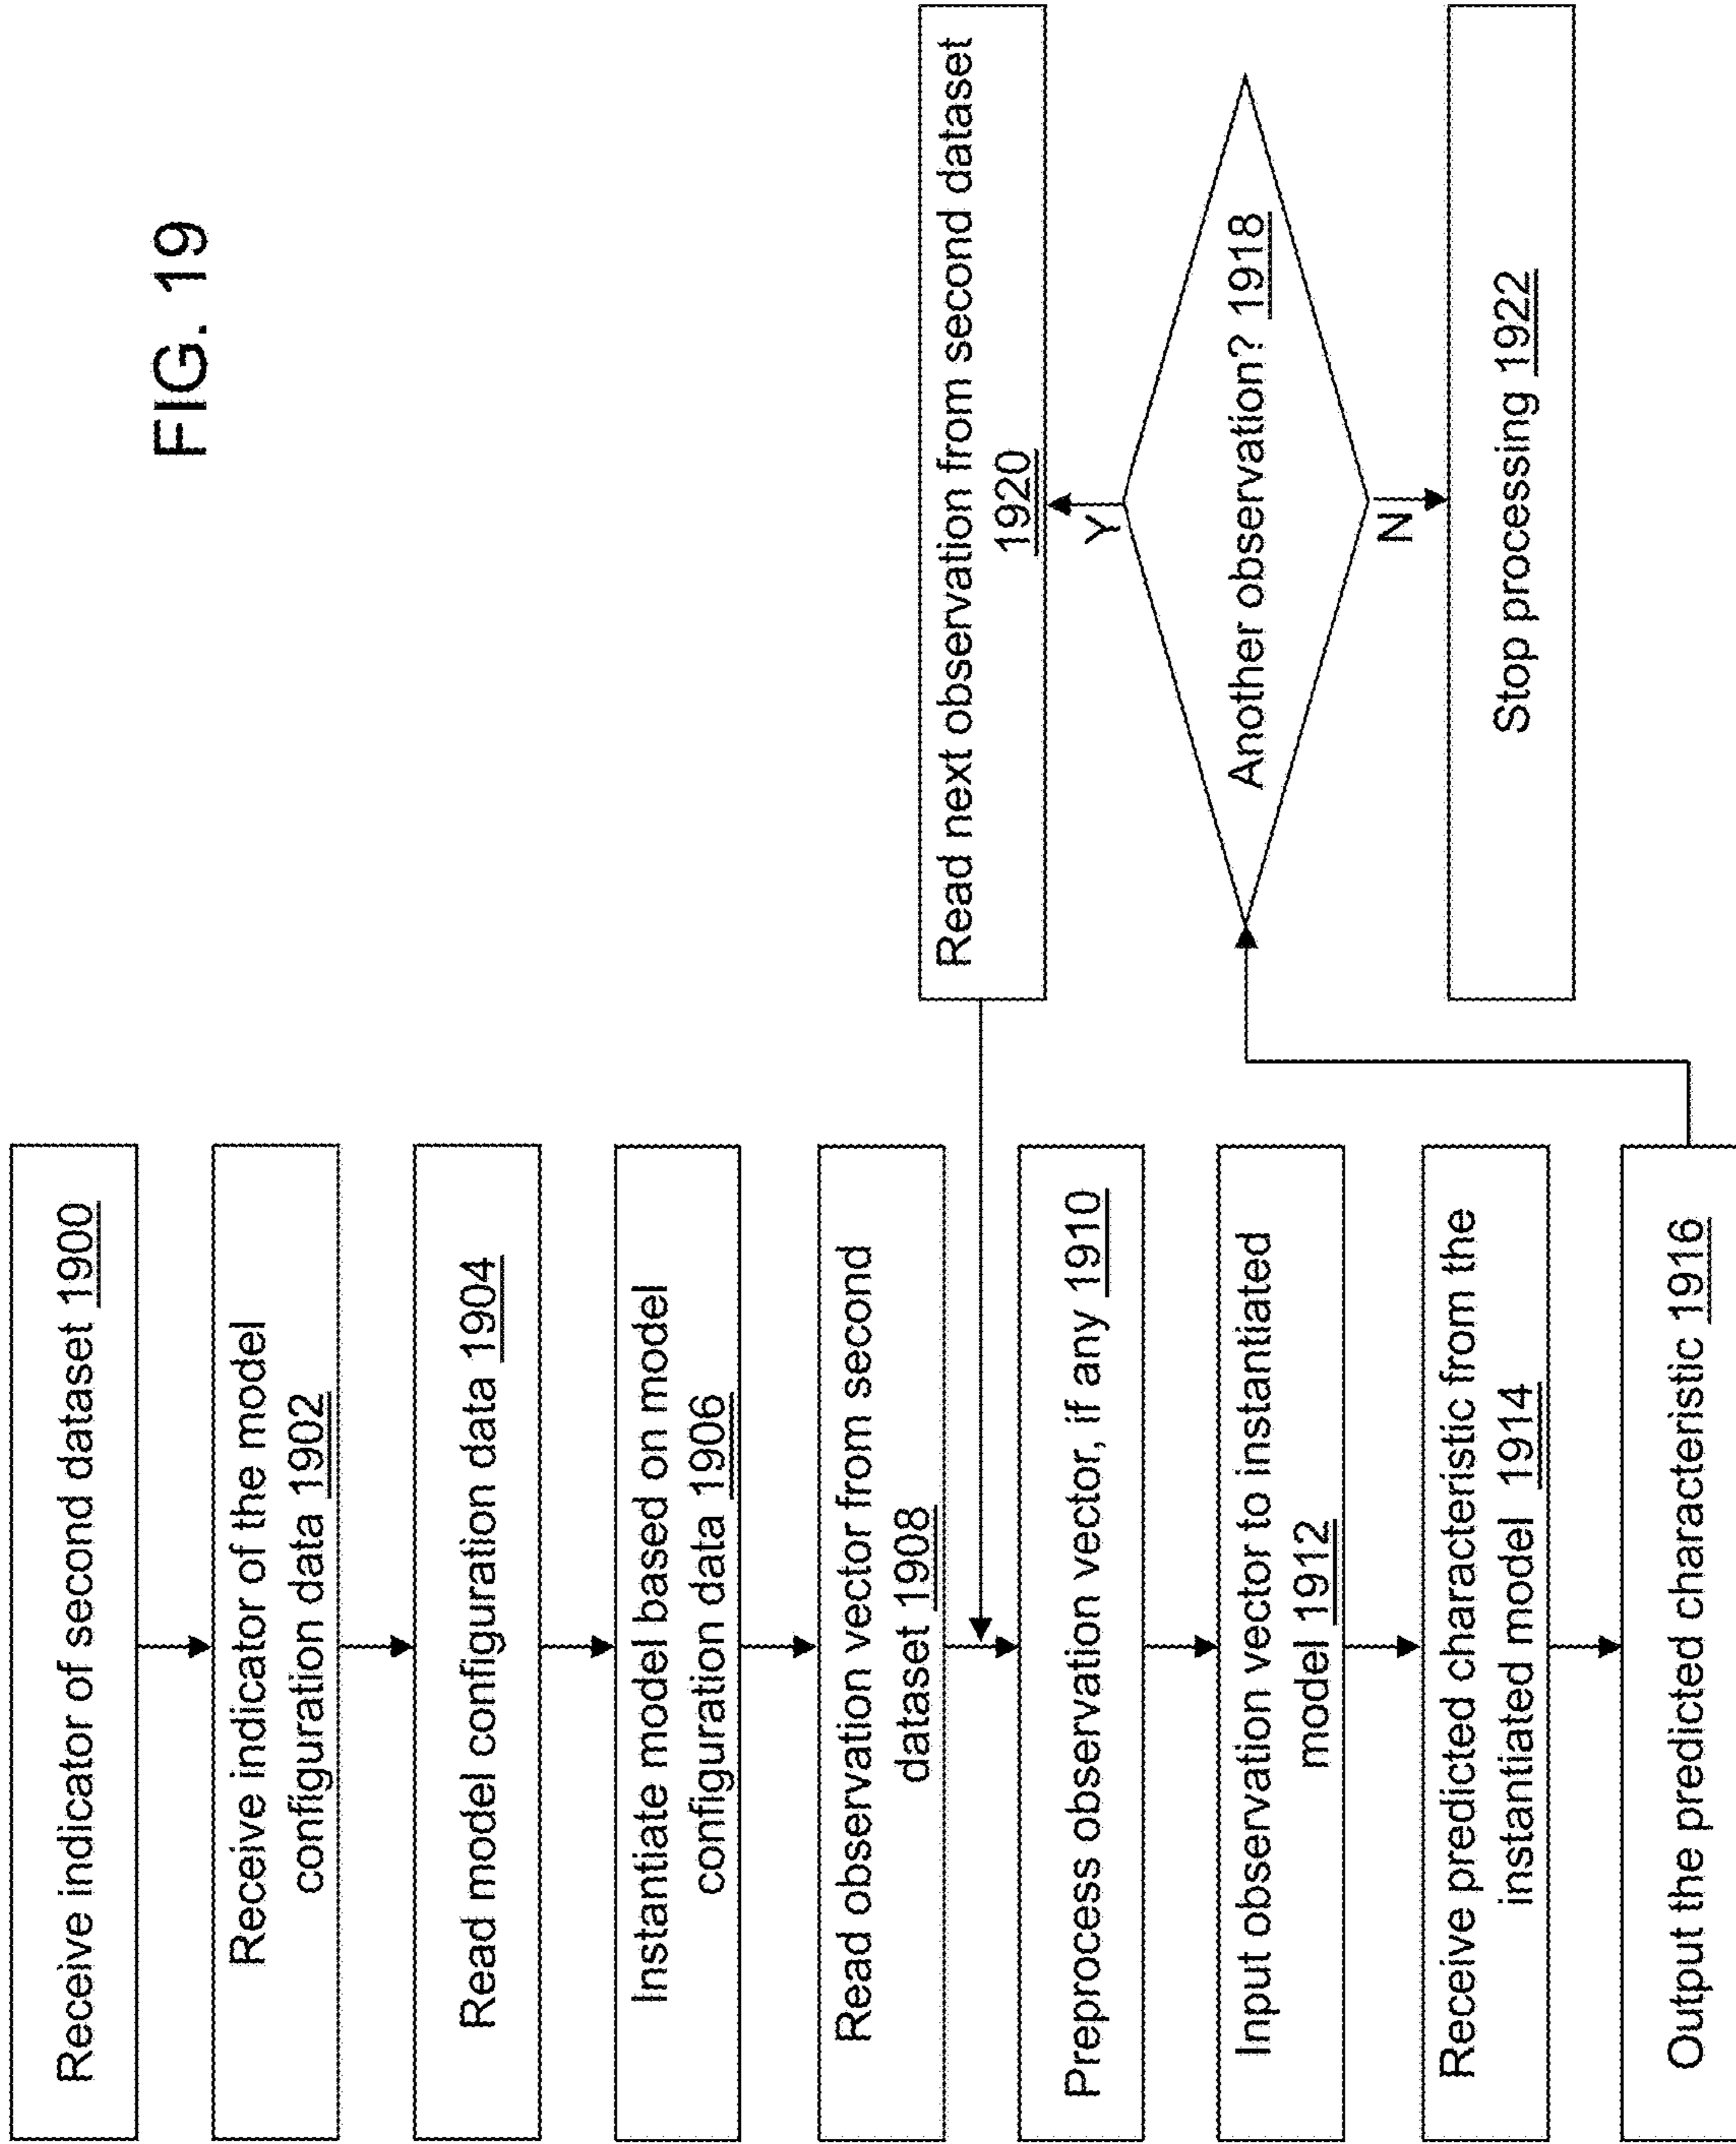 FIG. 19
Receive indicator of second dataset 1900
Receive indicator of the model
configuration data 1902
Read model configuration data 1904
Instantiate model based on model
configuration data 1906
Read observation vector from second
dataset 1908
Preprocess observation vector, if any 1910
Input observation vector to instantiated
model 1912
Receive predicted characteristic from the
instantiated model 1914
Output the predicted characteristic 1916
Read next observation from second dataset
1920
Y
Another observation? 1918
N
Stop processing 1922